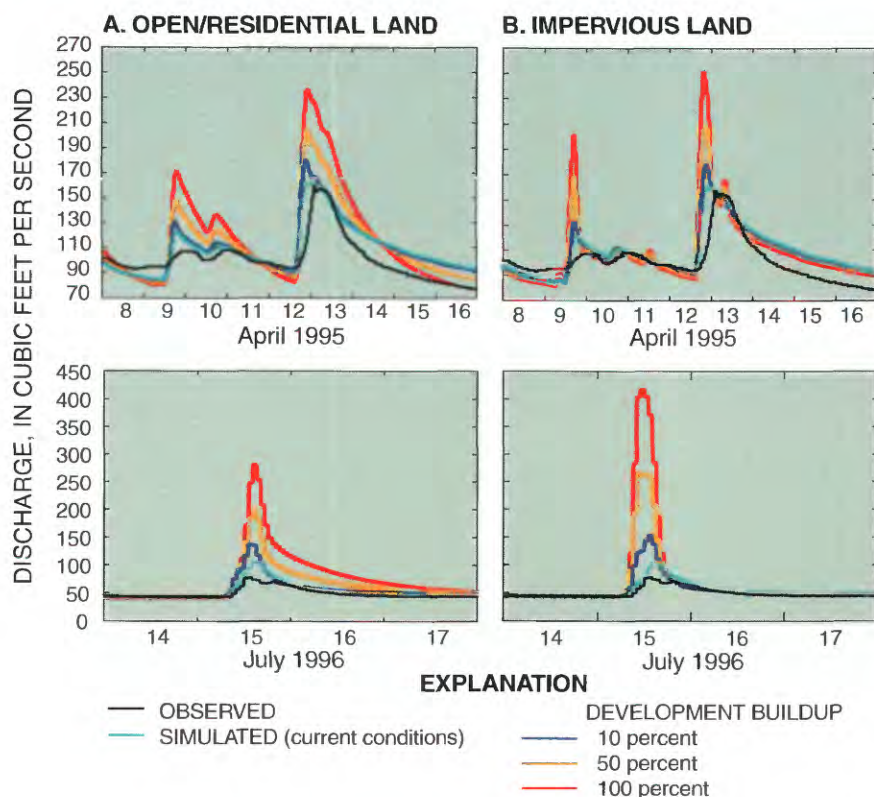 A. OPEN/RESIDENTIAL LAND
B. IMPERVIOUS LAND
DISCHARGE, IN CUBIC FEET PER SECOND
270
250
230
210
190
170
150
130
110
90
70
8 9 10 11 12 13 14 15 16
April 1995
8 9 10 11 12 13 14 15 16
April 1995
450
400
350
300
250
200
150
100
50
0
14 15 16 17
July 1996
14 15 16 17
July 1996
EXPLANATION
OBSERVED
SIMULATED (current conditions)
DEVELOPMENT BUILDUP
10 percent
50 percent
100 percent